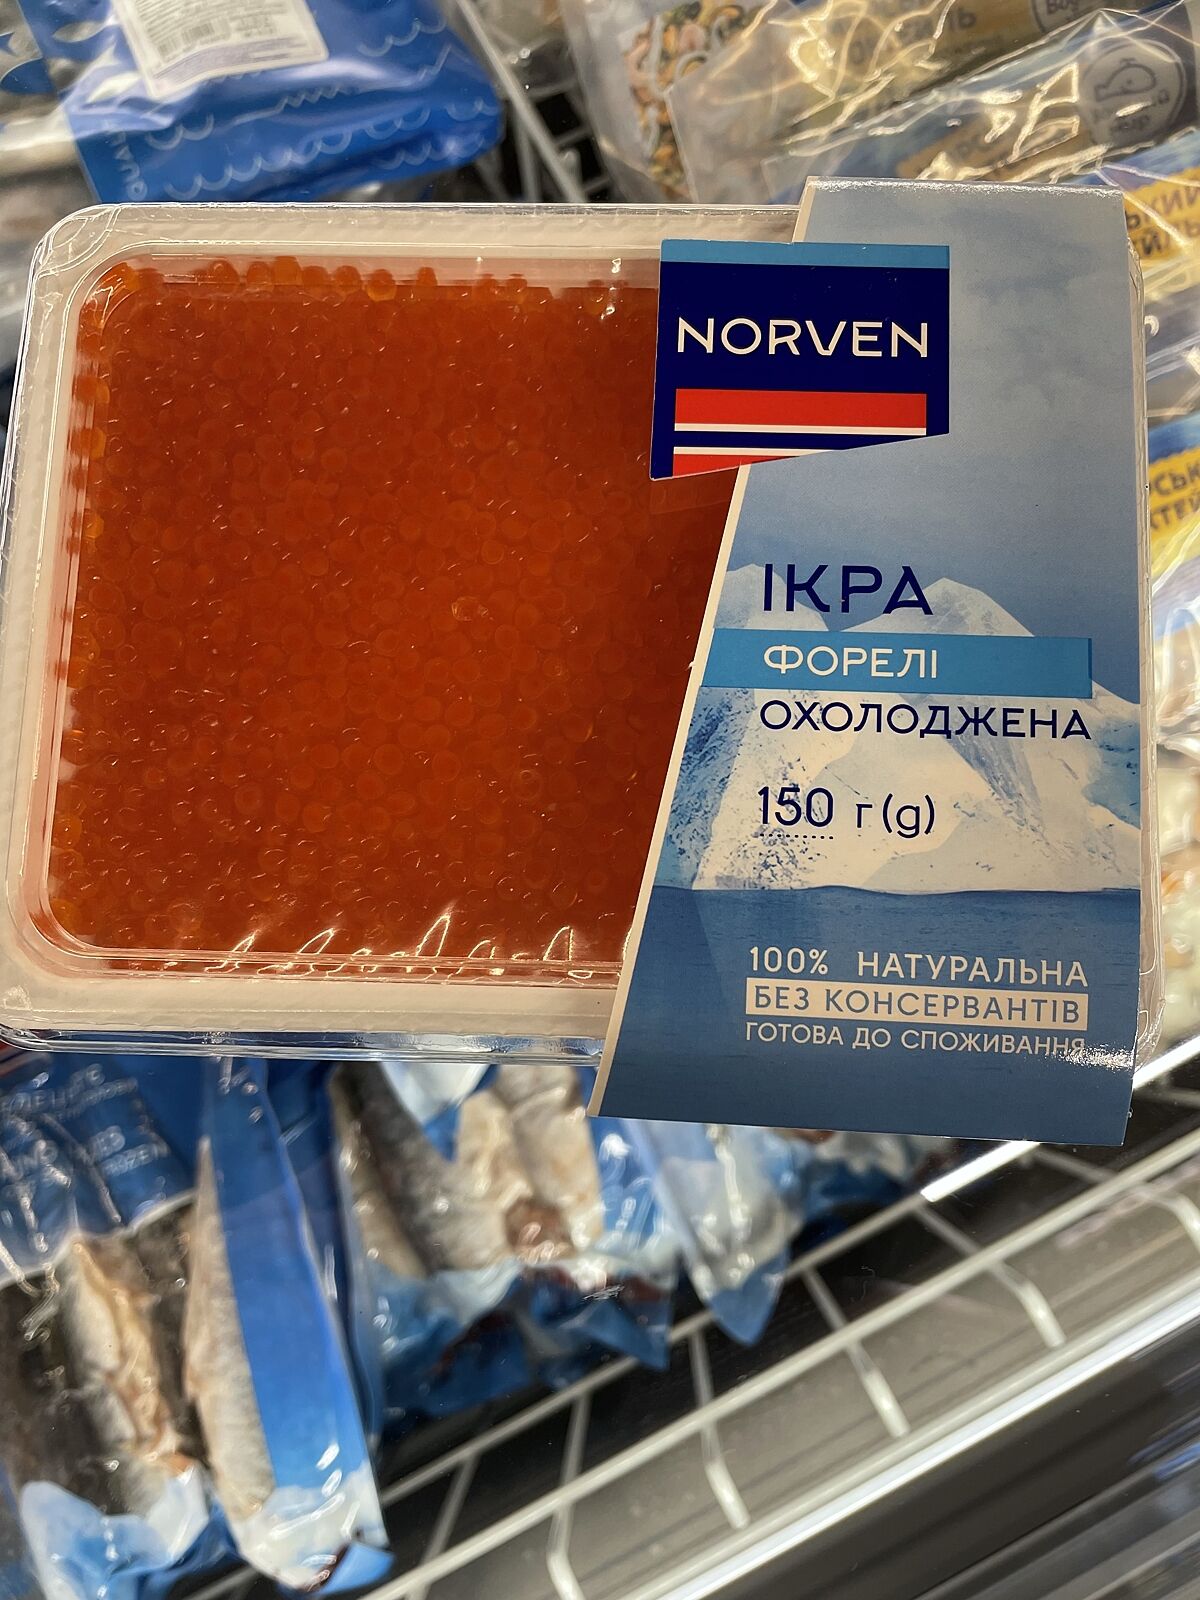 NORVEN
ІКРА
ФОРЕЛІ
ОХОЛОДЖЕНА
150 г (g)
100% НАТУРАЛЬНА
БЕЗ КОНСЕРВАНТІВ
ГОТОВА ДО СПОЖИВАННЯ